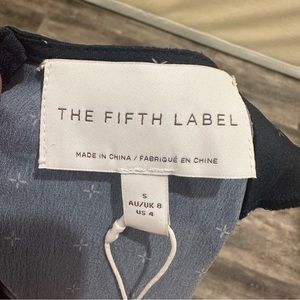 THE FIFTH LABEL
MADE IN CHINA / FABRIQUÉ EN CHINE
S
AU/UK 8
US 4